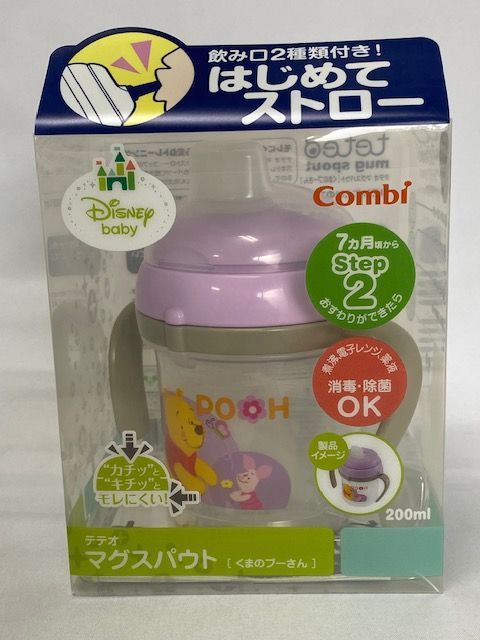 飲み口2種類付き!
はじめて
ストロー
teteo
mug spout
Disney
baby
Combi
7カ月頃から
Step
2
おすわりができたら
煮沸、電子レンジ、薬液
消毒・除菌
OK
POOH
製品
イメージ
"カチッ"と
"キチッ"と
モレにくい!
200ml
テテオ
マグスパウト [くまのプーさん]